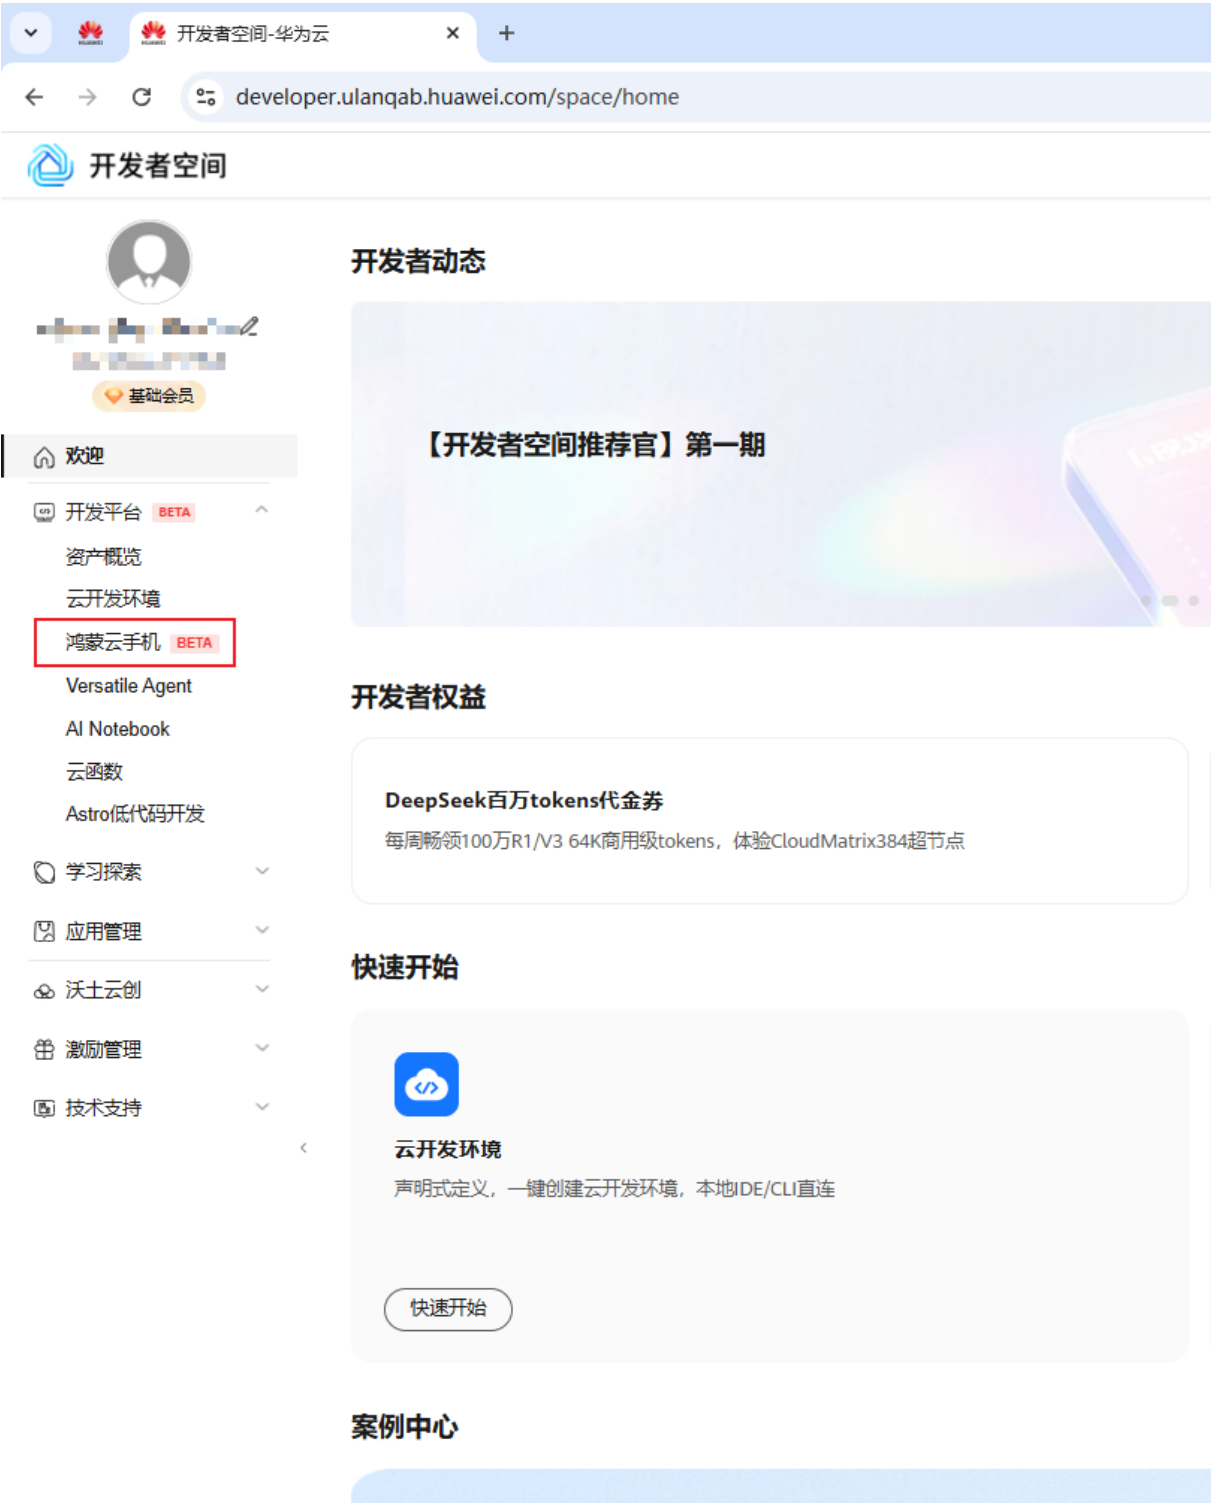 HUAWEI
HUAWEI
开发者空间-华为云
developer.ulanqab.huawei.com/space/home
开发者空间
基础会员
欢迎
开发平台 BETA
资产概览
云开发环境
鸿蒙云手机 BETA
Versatile Agent
AI Notebook
云函数
Astro低代码开发
学习探索
应用管理
沃土云创
激励管理
技术支持
开发者动态
【开发者空间推荐官】第一期
开发者权益
DeepSeek百万tokens代金券
每周畅领100万R1/V3 64K商用级tokens，体验CloudMatrix384超节点
快速开始
云开发环境
声明式定义，一键创建云开发环境，本地IDE/CLI直连
快速开始
案例中心